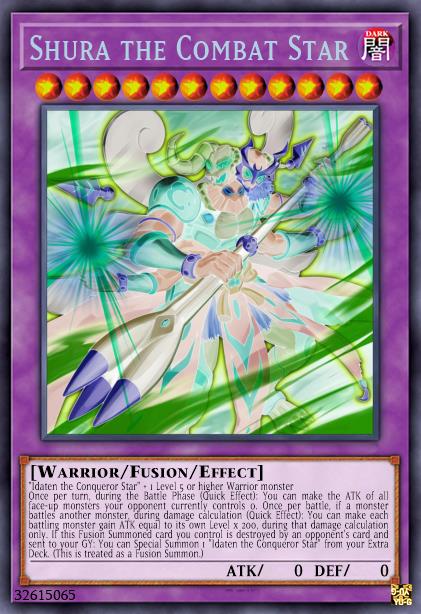 Shura the Combat Star
DARK
闇
[Warrior/Fusion/Effect]
"Idaten the Conqueror Star" + 1 Level 5 or higher Warrior monster
Once per turn, during the Battle Phase (Quick Effect): You can make the ATK of all
face-up monsters your opponent currently controls 0. Once per battle, if a monster
battles another monster, during damage calculation (Quick Effect): You can make each
battling monster gain ATK equal to its own Level x 200, during that damage calculation
only. If this Fusion Summoned card you control is destroyed by an opponent's card and
sent to your GY: You can Special Summon 1 "Idaten the Conqueror Star" from your Extra
Deck. (This is treated as a Fusion Summon.)
ATK/ 0 DEF/ 0
32615065